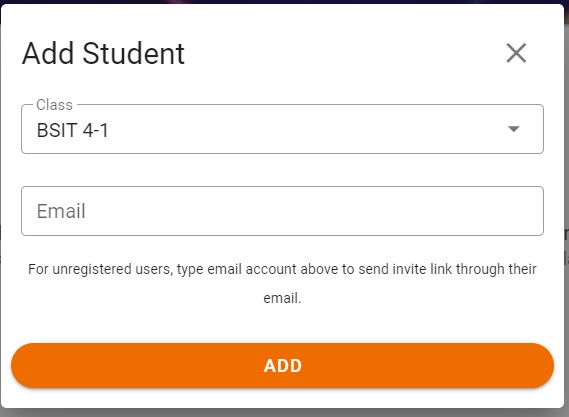 Add Student
Class
BSIT 4-1
Email
For unregistered users, type email account above to send invite link through their
email.
ADD